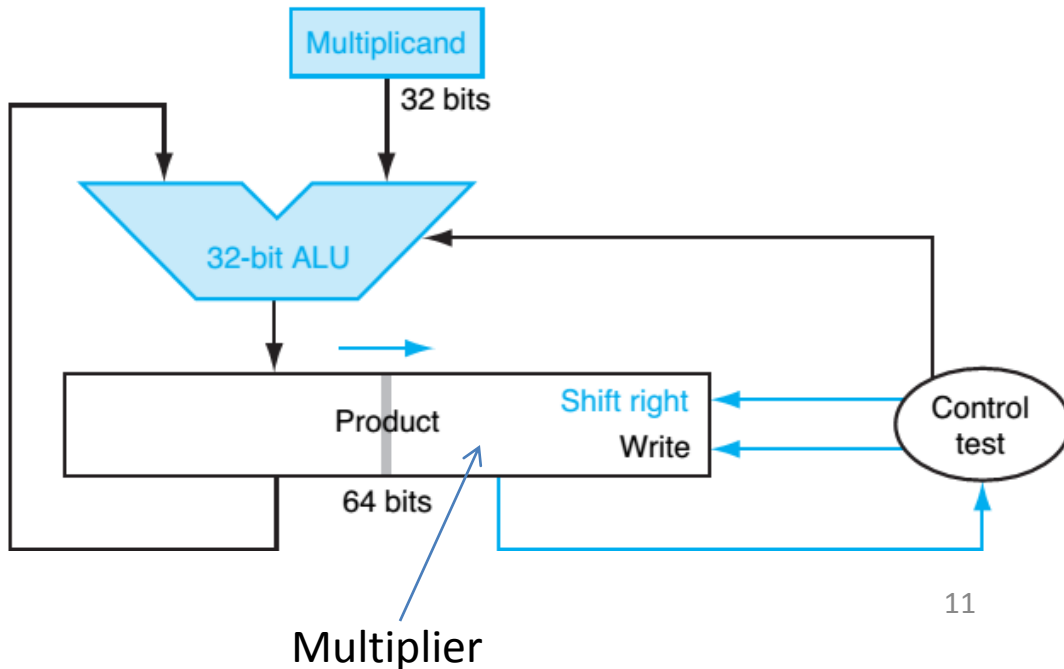 Multiplicand
32 bits
32-bit ALU
Product
Shift right
Write
Control
test
64 bits
11
Multiplier